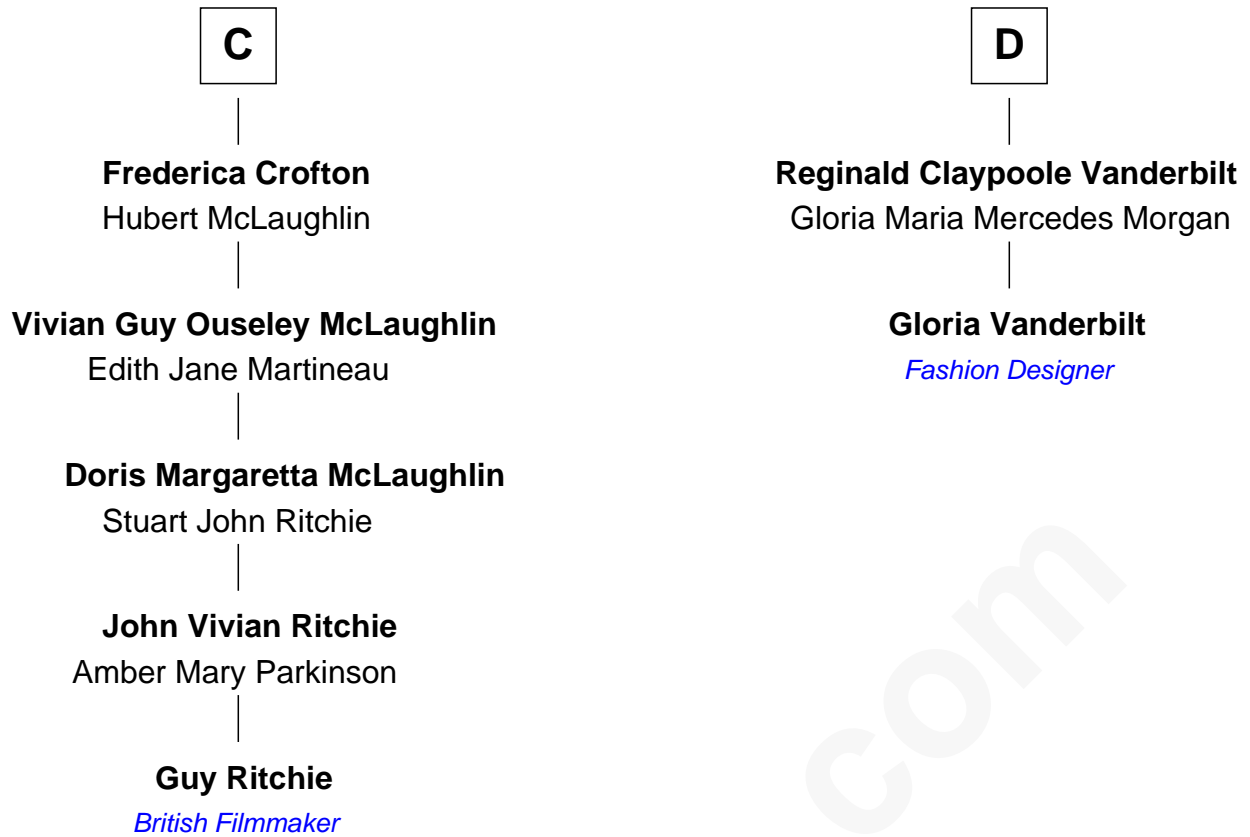 C
Frederica Crofton
Hubert McLaughlin
Vivian Guy Ouseley McLaughlin
Edith Jane Martineau
Doris Margaretta McLaughlin
Stuart John Ritchie
John Vivian Ritchie
Amber Mary Parkinson
Guy Ritchie
British Filmmaker
D
Reginald Claypoole Vanderbilt
Gloria Maria Mercedes Morgan
Gloria Vanderbilt
Fashion Designer
com